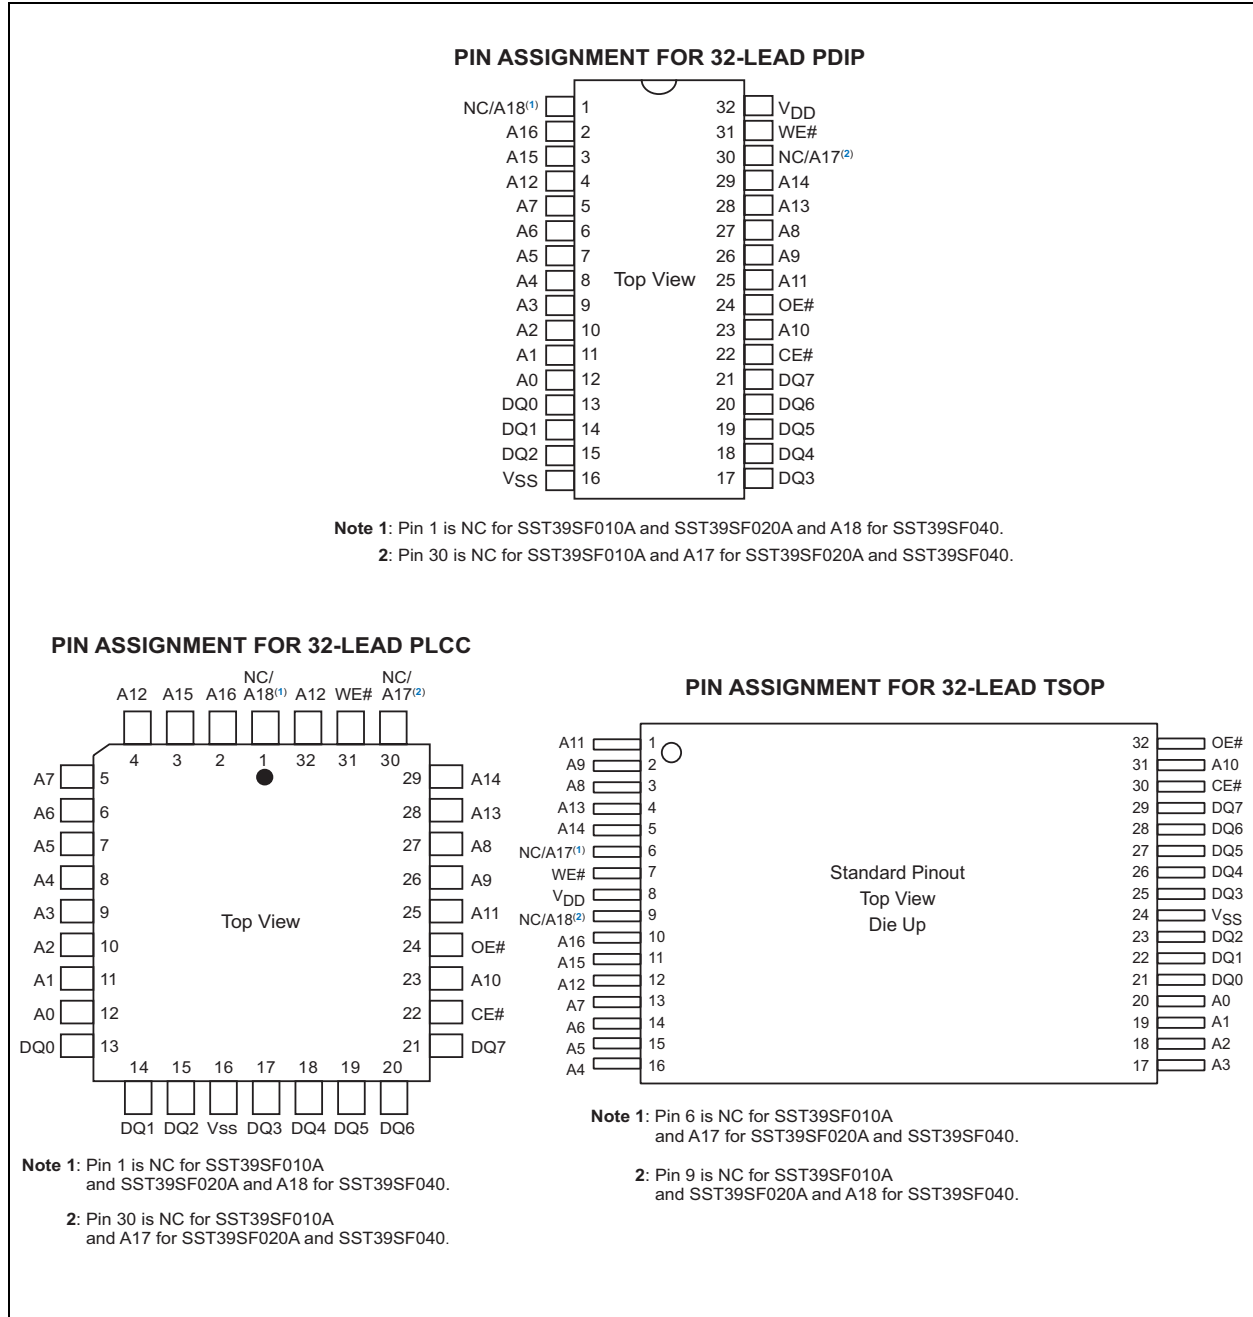 PIN ASSIGNMENT FOR 32-LEAD PDIP
NC/A18(1) 1 32 VDD
A16 2 31 WE#
A15 3 30 NC/A17(2)
A12 4 29 A14
A7 5 28 A13
A6 6 27 A8
A5 7 26 A9
A4 8 Top View 25 A11
A3 9 24 OE#
A2 10 23 A10
A1 11 22 CE#
A0 12 21 DQ7
DQ0 13 20 DQ6
DQ1 14 19 DQ5
DQ2 15 18 DQ4
VSS 16 17 DQ3
Note 1: Pin 1 is NC for SST39SF010A and SST39SF020A and A18 for SST39SF040.
2: Pin 30 is NC for SST39SF010A and A17 for SST39SF020A and SST39SF040.
PIN ASSIGNMENT FOR 32-LEAD PLCC
NC/ NC/
A12 A15 A16 A18(1) A12 WE# A17(2)
4 3 2 1 32 31 30
A7 5 29 A14
A6 6 28 A13
A5 7 27 A8
A4 8 26 A9
A3 9 25 A11
Top View
A2 10 24 OE#
A1 11 23 A10
A0 12 22 CE#
DQ0 13 21 DQ7
14 15 16 17 18 19 20
DQ1 DQ2 Vss DQ3 DQ4 DQ5 DQ6
Note 1: Pin 1 is NC for SST39SF010A
and SST39SF020A and A18 for SST39SF040.
2: Pin 30 is NC for SST39SF010A
and A17 for SST39SF020A and SST39SF040.
PIN ASSIGNMENT FOR 32-LEAD TSOP
A11 1 32 OE#
A9 2 31 A10
A8 3 30 CE#
A13 4 29 DQ7
A14 5 28 DQ6
NC/A17(1) 6 27 DQ5
WE# 7 Standard Pinout 26 DQ4
VDD 8 Top View 25 DQ3
NC/A18(2) 9 Die Up 24 VSS
A16 10 23 DQ2
A15 11 22 DQ1
A12 12 21 DQ0
A7 13 20 A0
A6 14 19 A1
A5 15 18 A2
A4 16 17 A3
Note 1: Pin 6 is NC for SST39SF010A
and A17 for SST39SF020A and SST39SF040.
2: Pin 9 is NC for SST39SF010A
and SST39SF020A and A18 for SST39SF040.